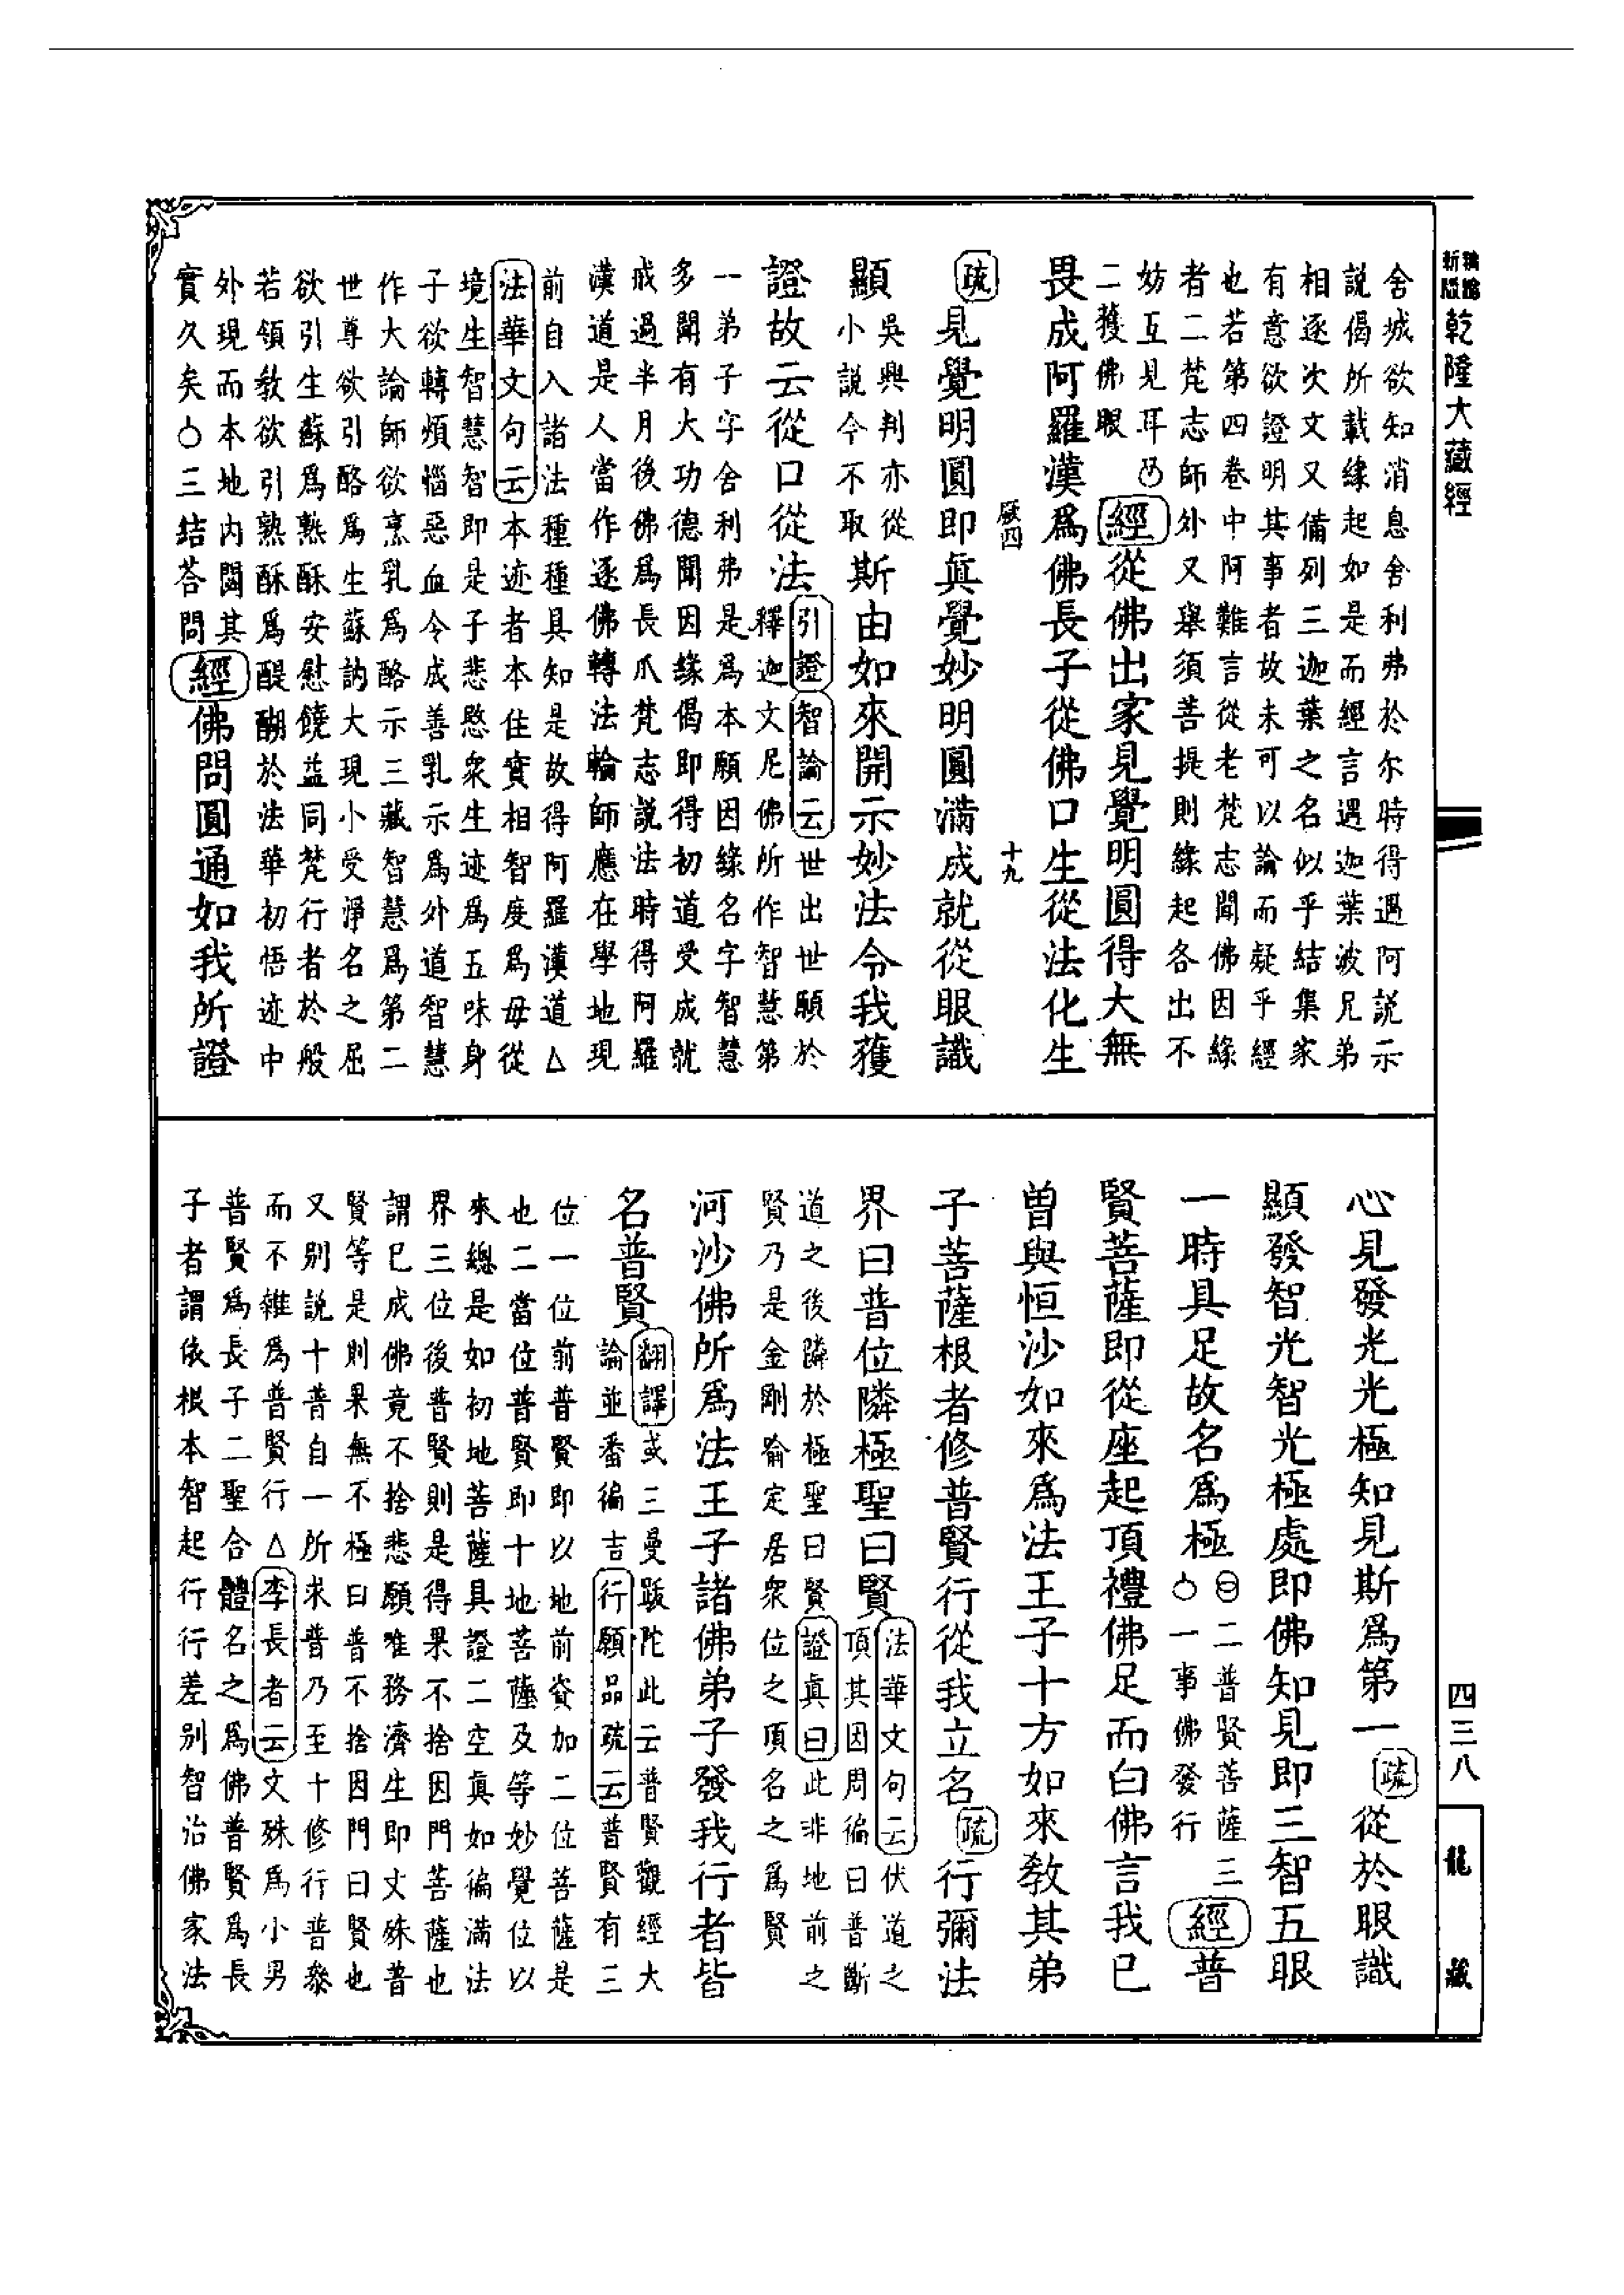 乾隆大藏經
四三八
龍藏
舍城欲知消息舍利弗於尔時得遇阿説示
説偈所載緣起如是而經言遇迦葉波兄弟
相逐次文又備列三迦葉之名似乎結集家
有意欲證明其事者故未可以論而疑乎經
也若第四卷中阿難言從老梵志聞佛因緣
者二梵志師外又舉須菩提則緣起各出不
妨互見耳
二獲佛眼
經從佛出家見覺明圓得大無
畏成阿羅漢爲佛長子從佛口生從法化生
十九
疏見覺明圓即眞覺妙明圓滿成就從眼識
顯
吳興判亦從
小説今不取
斯由如來開示妙法令我獲
證故云從口從法
引證智論云世出世願於
釋迦文尼佛所作智慧第
一弟子字舍利弗是爲本願因緣名字智慧
多聞有大功德聞因緣偈即得初道受成就
戒過半月後佛爲長爪梵志説法時得阿羅
漢道是人當作逐佛轉法輪師應在學地現
前自入諸法種種具知是故得阿羅漢道△
法華文句云本迹者本住實相智度爲母從
境生智慧智即是子悲愍衆生迹爲五味身
子欲轉煩惱惡血令成善乳示爲外道智慧
作大論師欲烹乳爲酪示三藏智慧爲第二
世尊欲引酪爲生蘇訥大現小受淨名之屈
欲引生蘇爲熟酥安慰饒益同梵行者於般
若領教欲引熟酥爲醍醐於法華初悟迹中
外現而本地内闓其
實久矣○三結荅問
經佛問圓通如我所證
心見發光光極知見斯爲第一疏從於眼識
顯發智光智光極處即佛知見即三智五眼
一時具足故名爲極
二普賢菩薩三
○一事佛發行
經普
賢菩薩即從座起頂禮佛足而白佛言我已
曽與恒沙如來爲法王子十方如來教其弟
子菩薩根者修普賢行從我立名疏行彌法
界曰普位隣極聖曰賢
法華文句云伏道之
頂其因周徧曰普斷
道之後隣於極聖曰賢證真曰此非地前之
賢乃是金剛喻定居衆位之頂名之爲賢
河沙佛所爲法王子諸佛弟子發我行者皆
名普賢
翻譯或三曼跋陀此云普賢觀經大
論並番徧吉行願品疏云普賢有三
位一位前普賢即以地前資加二位菩薩是
也二當位普賢即十地菩薩及等妙覺位以
來總是如初地菩薩具證二空真如徧滿法
界三位後普賢則是得果不捨因門菩薩也
謂已成佛竟不捨悲願唯務濟生即文殊普
賢等是則果無不極曰普不捨因門曰賢也
又别説十普自一所求普乃至十修行普叅
而不雜爲普賢行△李長者云文殊爲小男
普賢爲長子二聖合體名之爲佛普賢爲長
子者謂依根本智起行行差别智治佛家法